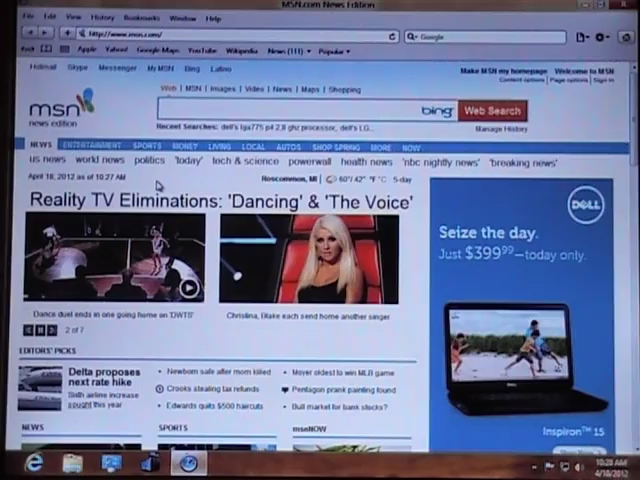 MSN.com News Edition
File Edit View History Bookmarks Window Help
http://www.msn.com/
Google
Apple Yahoo! Google Maps YouTube Wikipedia News (111) Popular
Hotmail Skype Messenger My MSN Bing Latino
Make MSN my homepage Welcome to MSN
Content options Page options Sign in
Web MSN Images Video News Maps Shopping
msn
news edition
bing
Web Search
Recent Searches: dell's lga775 p4 2.8 ghz processor, dell's LG...
Manage History
NEWS ENTERTAINMENT SPORTS MONEY LIVING LOCAL AUTOS SHOP SPRING MORE NOW
us news world news politics 'today' tech & science powerwall health news 'nbc nightly news' 'breaking news'
April 18, 2012 as of 10:27 AM
Roscommon, MI 60°/ 42° °F °C 5-day
Reality TV Eliminations: 'Dancing' & 'The Voice'
Dance duel ends in one going home on 'DWTS'
Christina, Blake each send home another singer
2 of 7
EDITORS' PICKS
Delta proposes
next rate hike
Sixth airline increase
sought this year
Newborn safe after mom killed
Crooks stealing tax refunds
Edwards quits $500 haircuts
Moyer oldest to win MLB game
Pentagon prank painting found
Bull market for bank stocks?
NEWS
SPORTS
msnNOW
DELL
Seize the day.
Just $399.99—today only.
Inspiron™ 15
10:28 AM
4/18/2012